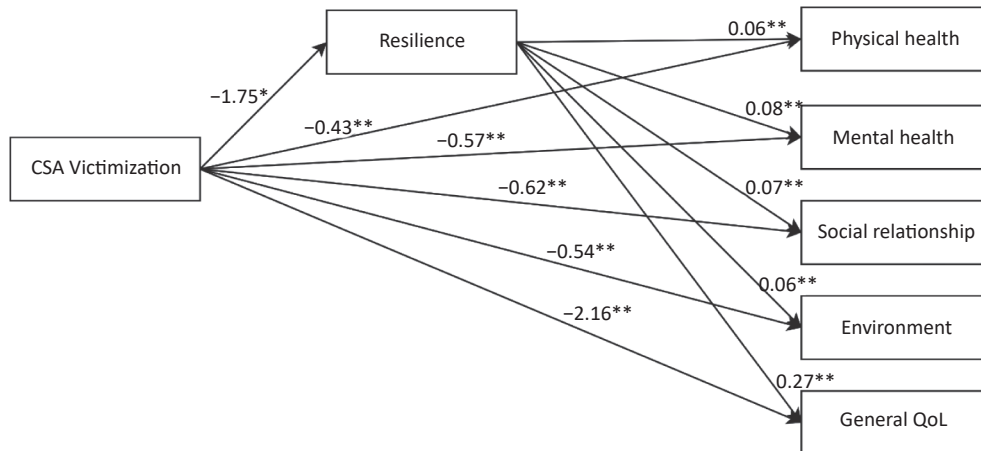 0.06**
Physical health
Resilience
−1.75*
−0.43**
0.08**
Mental health
−0.57**
CSA Victimization
−0.62**
0.07**
Social relationship
−0.54**
0.06**
Environment
−2.16**
0.27**
General QoL